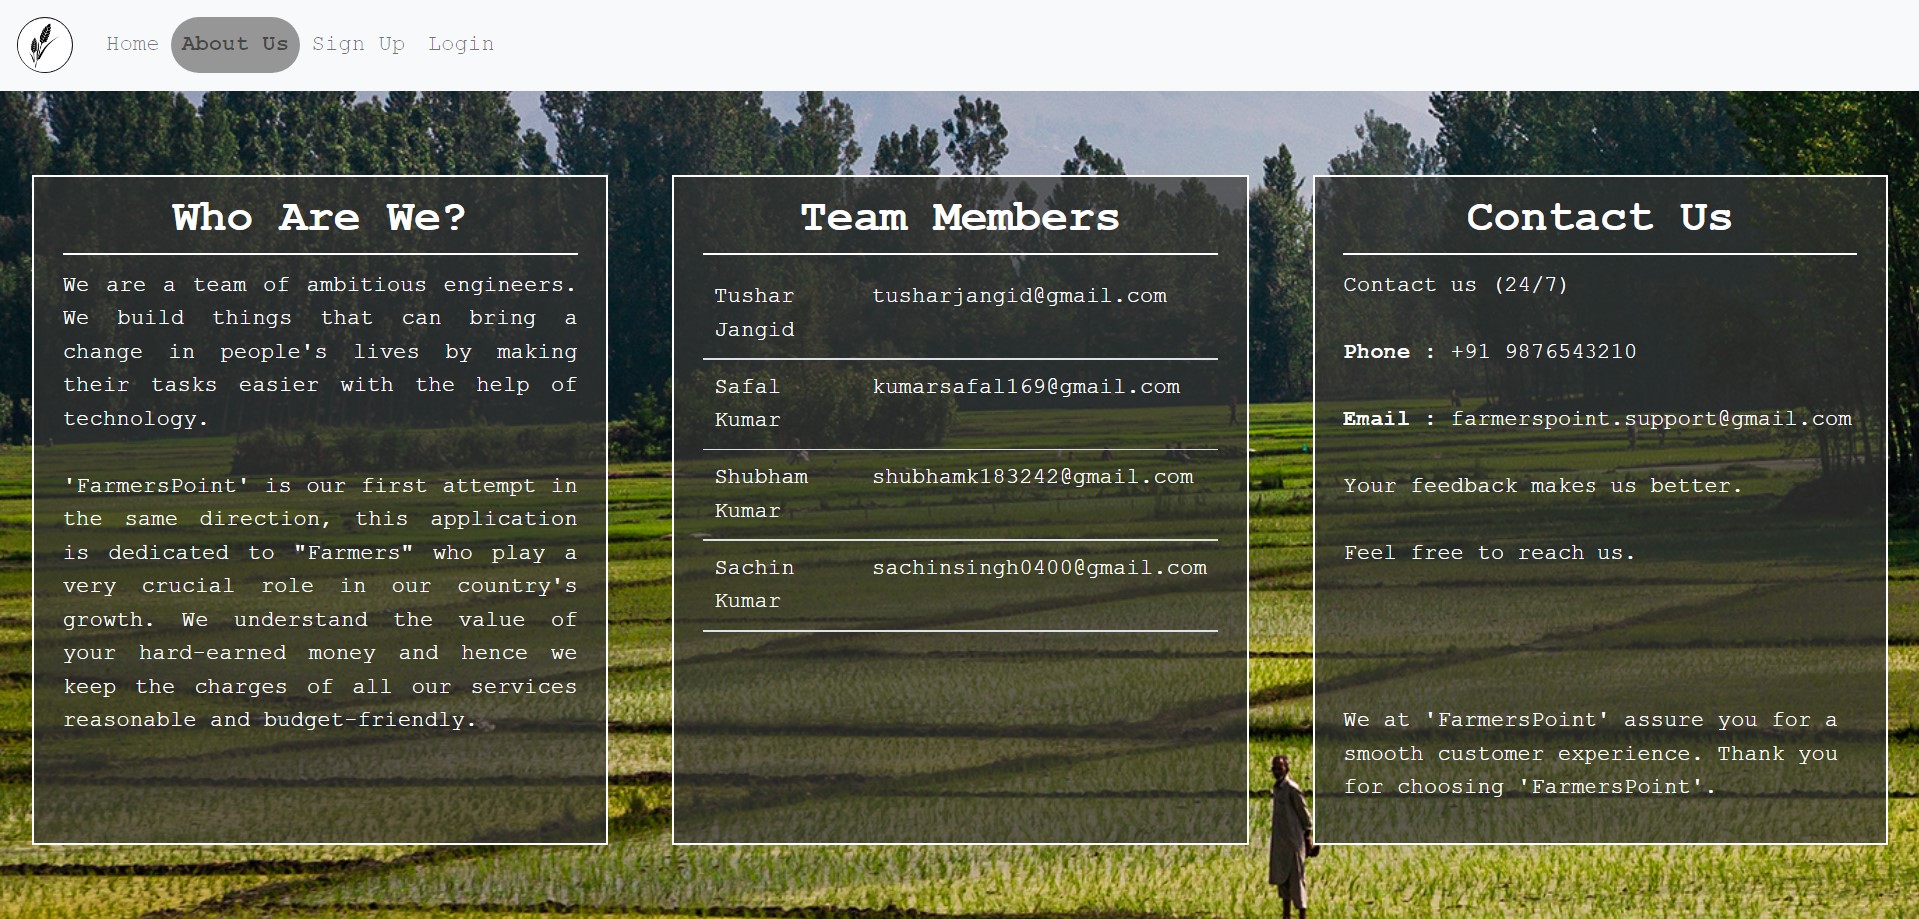 Home About Us Sign Up Login
Who Are We?
We are a team of ambitious engineers.
We build things that can bring a
change in people's lives by making
their tasks easier with the help of
technology.
'FarmersPoint' is our first attempt in
the same direction, this application
is dedicated to "Farmers" who play a
very crucial role in our country's
growth. We understand the value of
your hard-earned money and hence we
keep the charges of all our services
reasonable and budget-friendly.
Team Members
Tushar Jangid tusharjangid@gmail.com
Safal Kumar kumarsafal169@gmail.com
Shubham Kumar shubhamk183242@gmail.com
Sachin Kumar sachinsingh0400@gmail.com
Contact Us
Contact us (24/7)
Phone : +91 9876543210
Email : farmerspoint.support@gmail.com
Your feedback makes us better.
Feel free to reach us.
We at 'FarmersPoint' assure you for a
smooth customer experience. Thank you
for choosing 'FarmersPoint'.